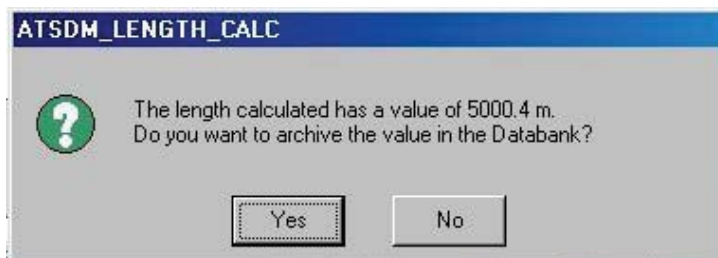 ATSDM_LENGTH_CALC
The length calculated has a value of 5000.4 m.
Do you want to archive the value in the Databank?
Yes
No